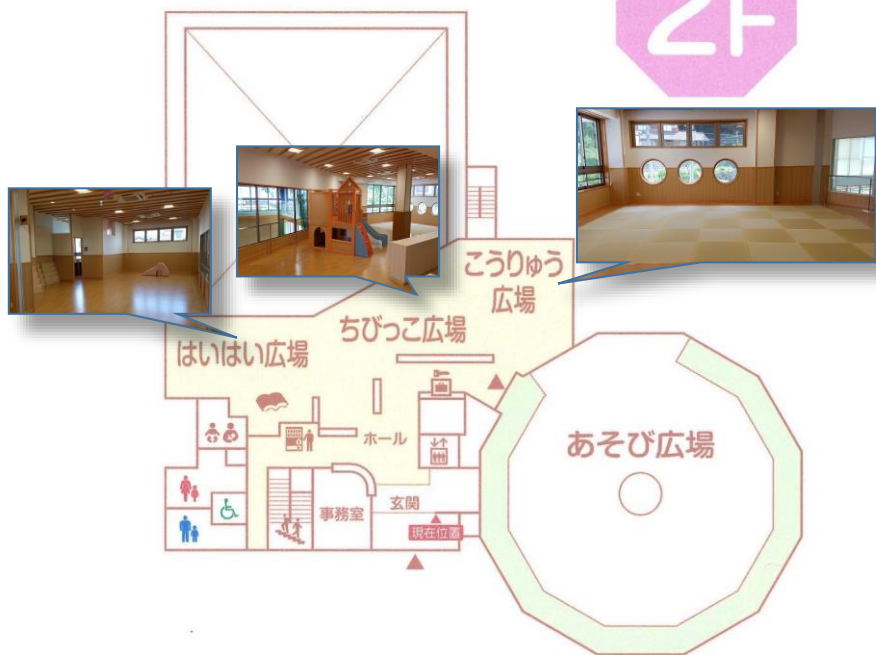 2F
こうりゅう
広場
ちびっこ広場
はいはい広場
ホール
あそび広場
事務室
玄関
現在位置